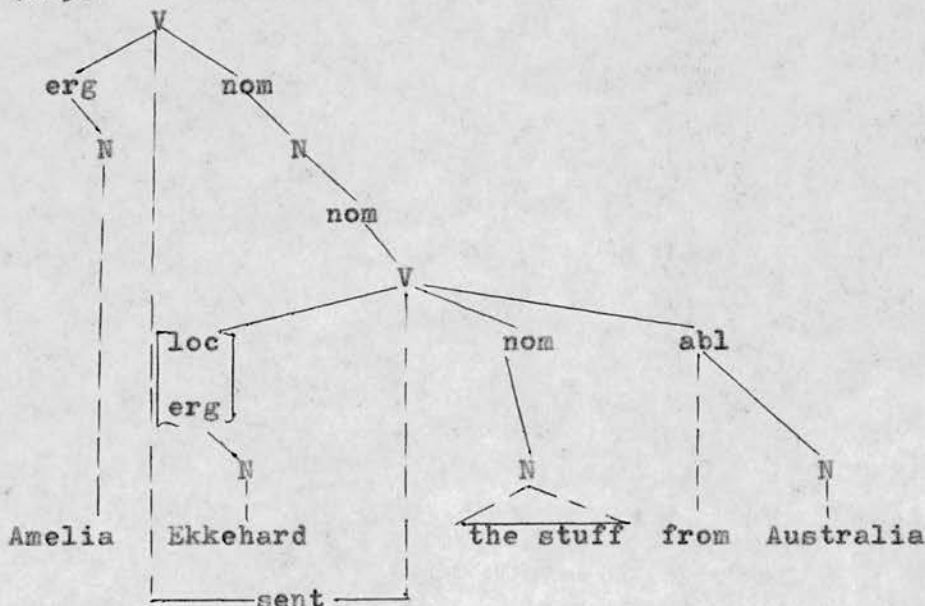 V
erg nom
N N
nom
V
loc nom abl
erg
N N N
Amelia Ekkehard the stuff from Australia
sent